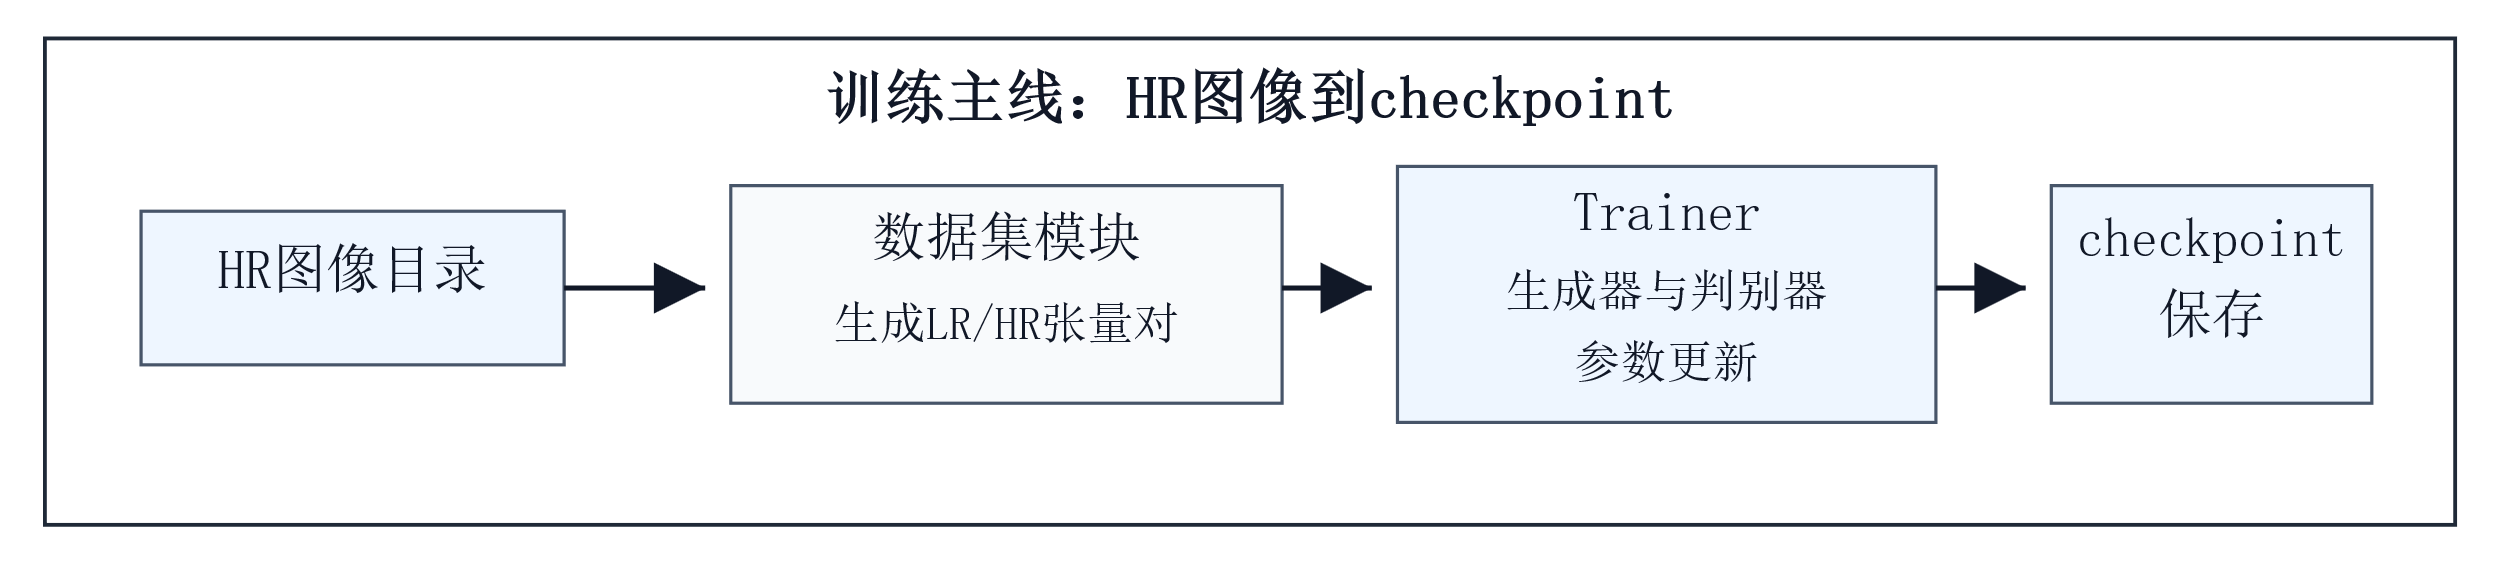 训练主线：HR图像到checkpoint
HR图像目录
数据集模块
生成LR/HR张量对
Trainer
生成器与判别器
参数更新
checkpoint
保存